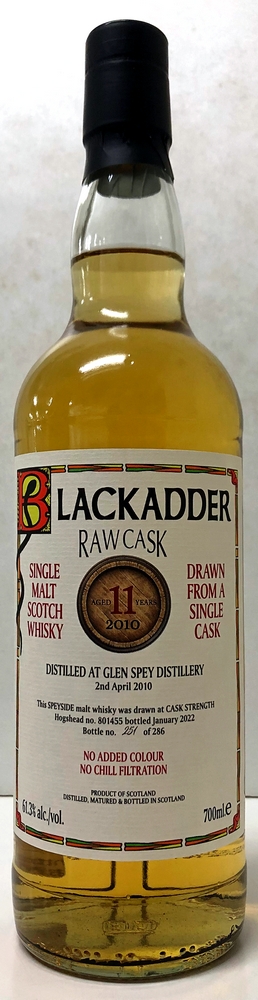 BLACKADDER
RAW CASK
SINGLE
MALT
SCOTCH
WHISKY
AGED 11 YEARS
2010
DRAWN
FROM A
SINGLE
CASK
DISTILLED AT GLEN SPEY DISTILLERY
2nd April 2010
This SPEYSIDE malt whisky was drawn at CASK STRENGTH
Hogshead no. 801455 bottled January 2022
Bottle no. 251 of 286
NO ADDED COLOUR
NO CHILL FILTRATION
PRODUCT OF SCOTLAND
DISTILLED, MATURED & BOTTLED IN SCOTLAND
61.3% alc./vol.
700ml.e